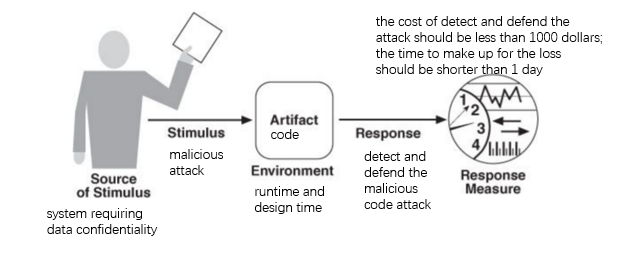 the cost of detect and defend the
attack should be less than 1000 dollars;
the time to make up for the loss
should be shorter than 1 day
Stimulus
malicious
attack
Artifact
code
Environment
runtime and
design time
Response
detect and
defend the
malicious
code attack
1
2
3
4
Response
Measure
Source
of Stimulus
system requiring
data confidentiality